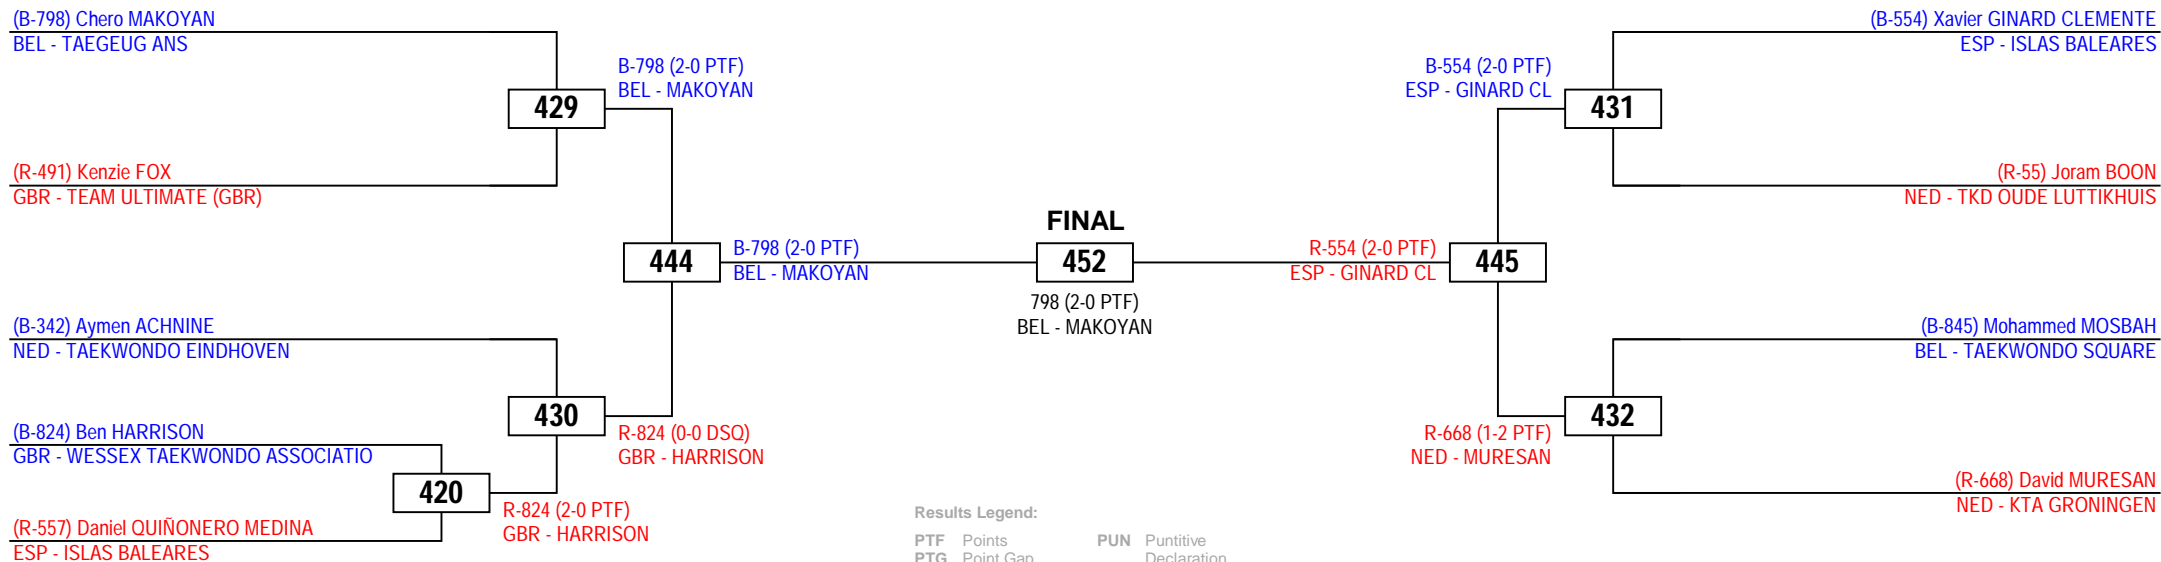 (B-798) Chero MAKOYAN
BEL - TAEGEUG ANS
B-798 (2-0 PTF)
BEL - MAKOYAN
429
(R-491) Kenzie FOX
GBR - TEAM ULTIMATE (GBR)
444
B-798 (2-0 PTF)
BEL - MAKOYAN
(B-342) Aymen ACHNINE
NED - TAEKWONDO EINDHOVEN
430
R-824 (0-0 DSQ)
GBR - HARRISON
(B-824) Ben HARRISON
GBR - WESSEX TAEKWONDO ASSOCIATIO
420
R-824 (2-0 PTF)
GBR - HARRISON
(R-557) Daniel QUIÑONERO MEDINA
ESP - ISLAS BALEARES
FINAL
452
798 (2-0 PTF)
BEL - MAKOYAN
(B-554) Xavier GINARD CLEMENTE
ESP - ISLAS BALEARES
B-554 (2-0 PTF)
ESP - GINARD CL
431
(R-55) Joram BOON
NED - TKD OUDE LUTTIKHUIS
R-554 (2-0 PTF)
ESP - GINARD CL
445
(B-845) Mohammed MOSBAH
BEL - TAEKWONDO SQUARE
432
R-668 (1-2 PTF)
NED - MURESAN
(R-668) David MURESAN
NED - KTA GRONINGEN
Results Legend:
PTF Points PUN Puntitive
PTG Point Gap Declaration